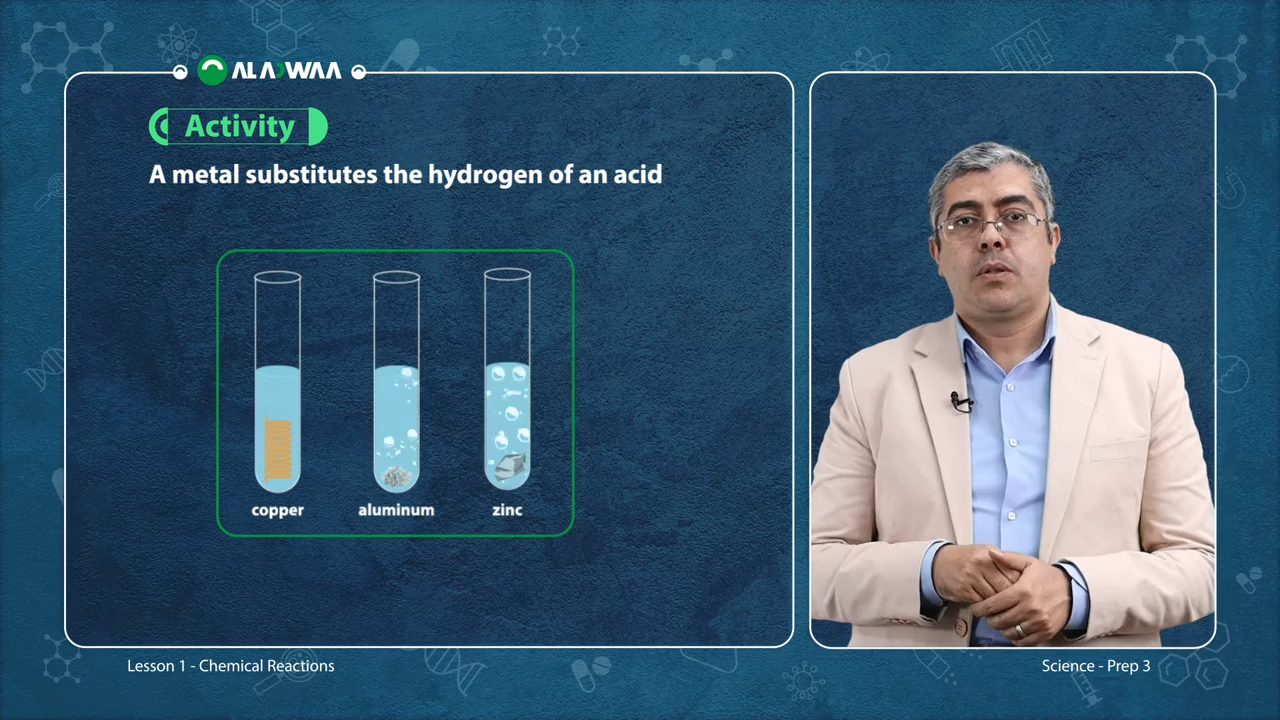 ALADWAA
Activity
A metal substitutes the hydrogen of an acid
copper
aluminum
zinc
Lesson 1 - Chemical Reactions
Science - Prep 3